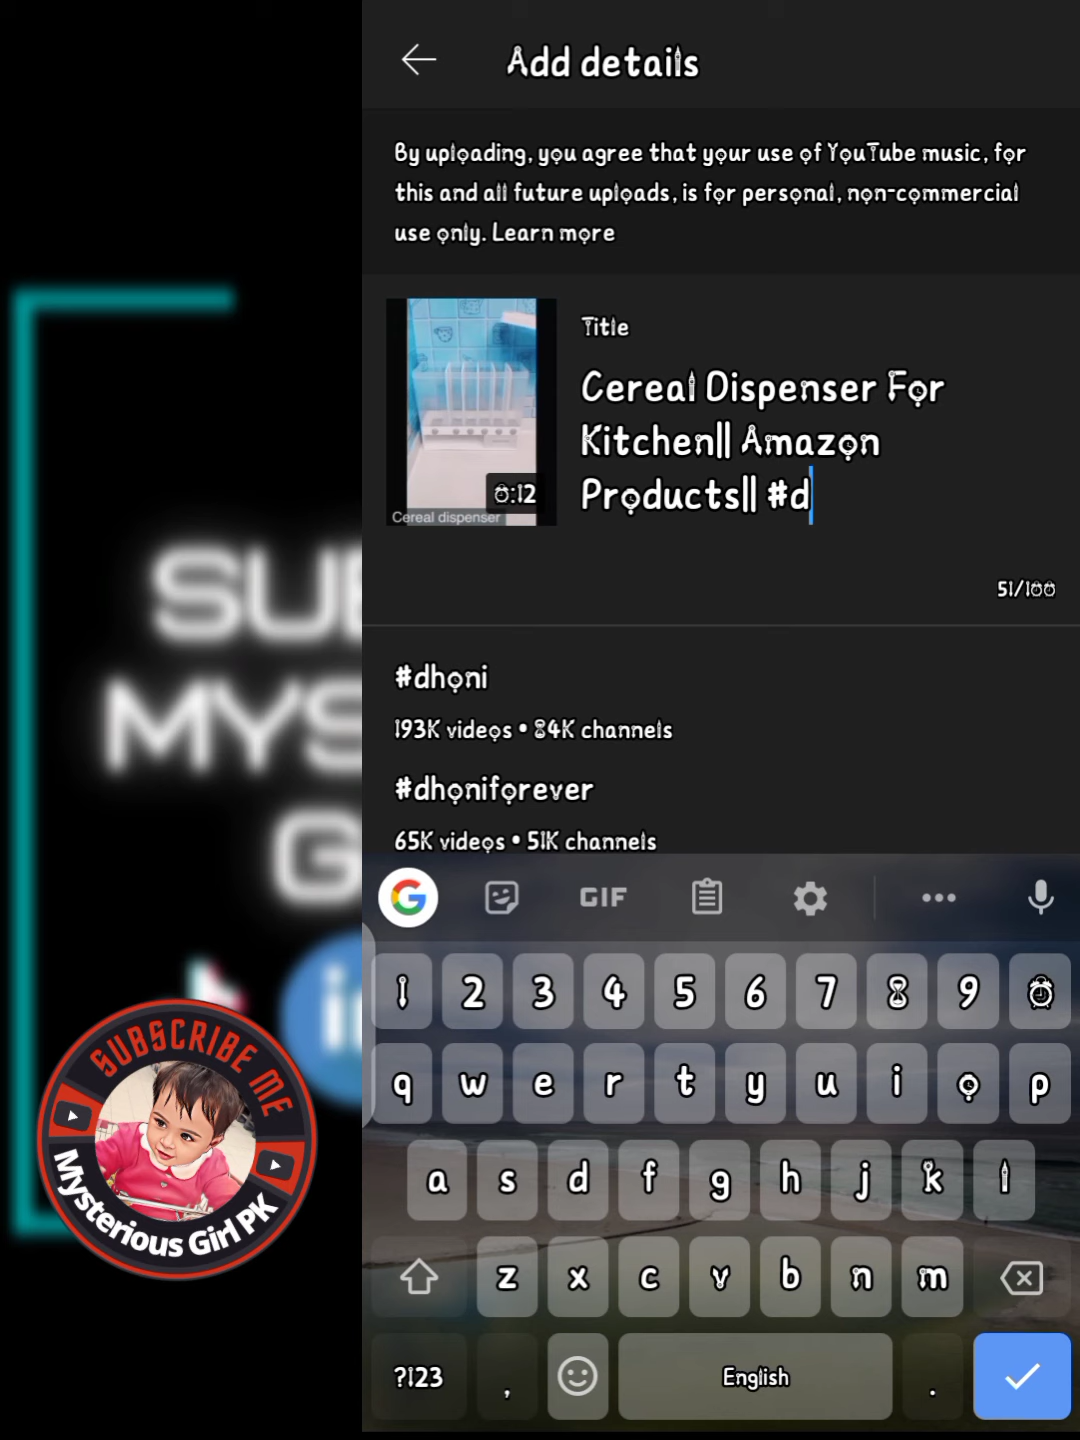 Add details
By uploading, you agree that your use of YouTube music, for
this and all future uploads, is for personal, non-commercial
use only. Learn more
Title
Cereal Dispenser For
Kitchen|| Amazon
Products|| #d
0:12
Cereal dispenser
51/100
#dhoni
193K videos • 84K channels
#dhoniforever
65K videos • 51K channels
GIF
1 2 3 4 5 6 7 8 9 0
q w e r t y u i o p
a s d f g h j k l
z x c v b n m
?123 , English .
SUBSCRIBE ME
Mysterious Girl PK
MYS
G